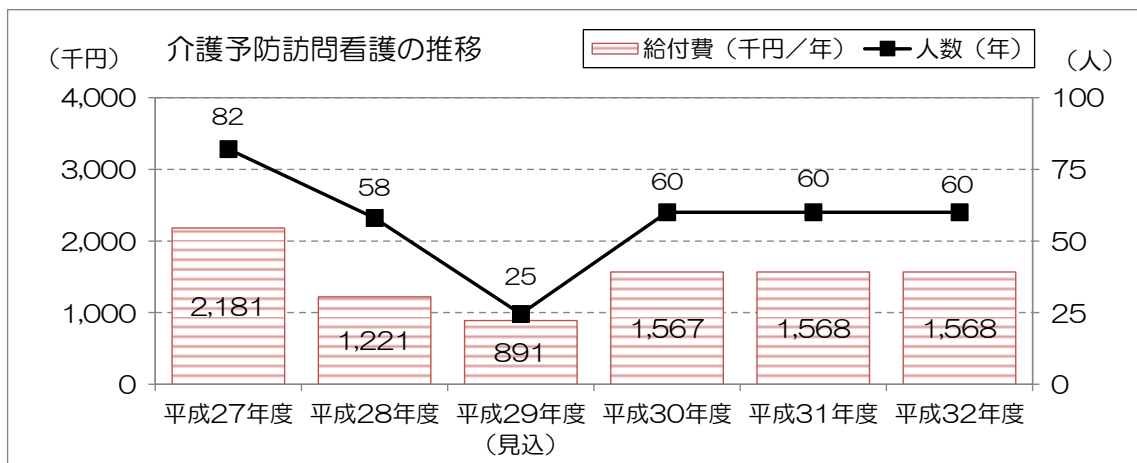 介護予防訪問看護の推移
給付費（千円／年） 人数（年）
（千円） （人）
4,000 100
82
3,000 75
58 60 60 60
2,000 50
25
2,181 1,221 891 1,567 1,568 1,568
1,000 25
0 0
平成27年度 平成28年度 平成29年度 平成30年度 平成31年度 平成32年度
（見込）